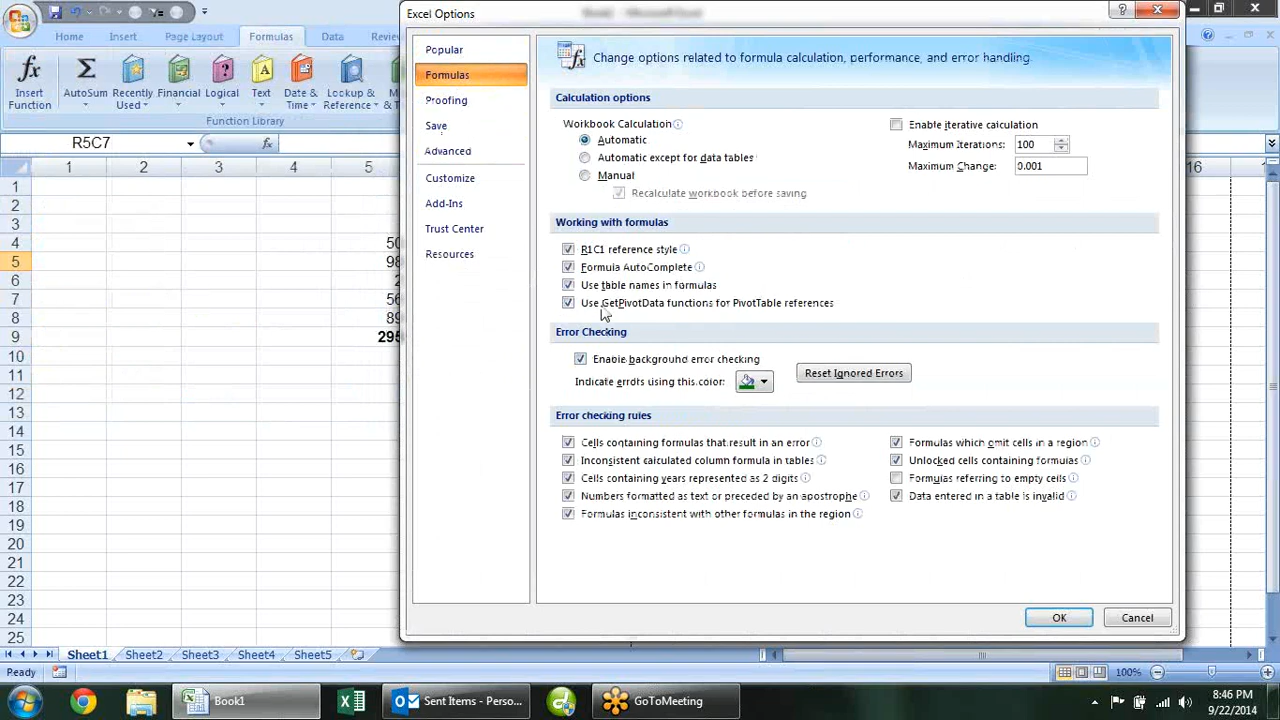 Excel Options
Home Insert Page Layout Formulas Data
Insert Function
AutoSum
Recently Used
Financial
Logical
Text
Date & Time
Lookup & Reference
Function Library
R5C7
fx
1 2 3 4 5 16
1
2
3
4 50
5 98
6 2
7 56
8 89
9 295
10
11
12
13
14
15
16
17
18
19
20
21
22
23
24
25
Popular
Formulas
Proofing
Save
Advanced
Customize
Add-Ins
Trust Center
Resources
Change options related to formula calculation, performance, and error handling.
Calculation options
Workbook Calculation
Automatic
Automatic except for data tables
Manual
Recalculate workbook before saving
Enable iterative calculation
Maximum Iterations: 100
Maximum Change: 0.001
Working with formulas
R1C1 reference style
Formula AutoComplete
Use table names in formulas
Use GetPivotData functions for PivotTable references
Error Checking
Enable background error checking
Indicate errors using this color:
Reset Ignored Errors
Error checking rules
Cells containing formulas that result in an error
Inconsistent calculated column formula in tables
Cells containing years represented as 2 digits
Numbers formatted as text or preceded by an apostrophe
Formulas inconsistent with other formulas in the region
Formulas which omit cells in a region
Unlocked cells containing formulas
Formulas referring to empty cells
Data entered in a table is invalid
OK Cancel
Sheet1 Sheet2 Sheet3 Sheet4 Sheet5
Ready 100%
Book1
Sent Items - Perso...
GoToMeeting
8:46 PM
9/22/2014